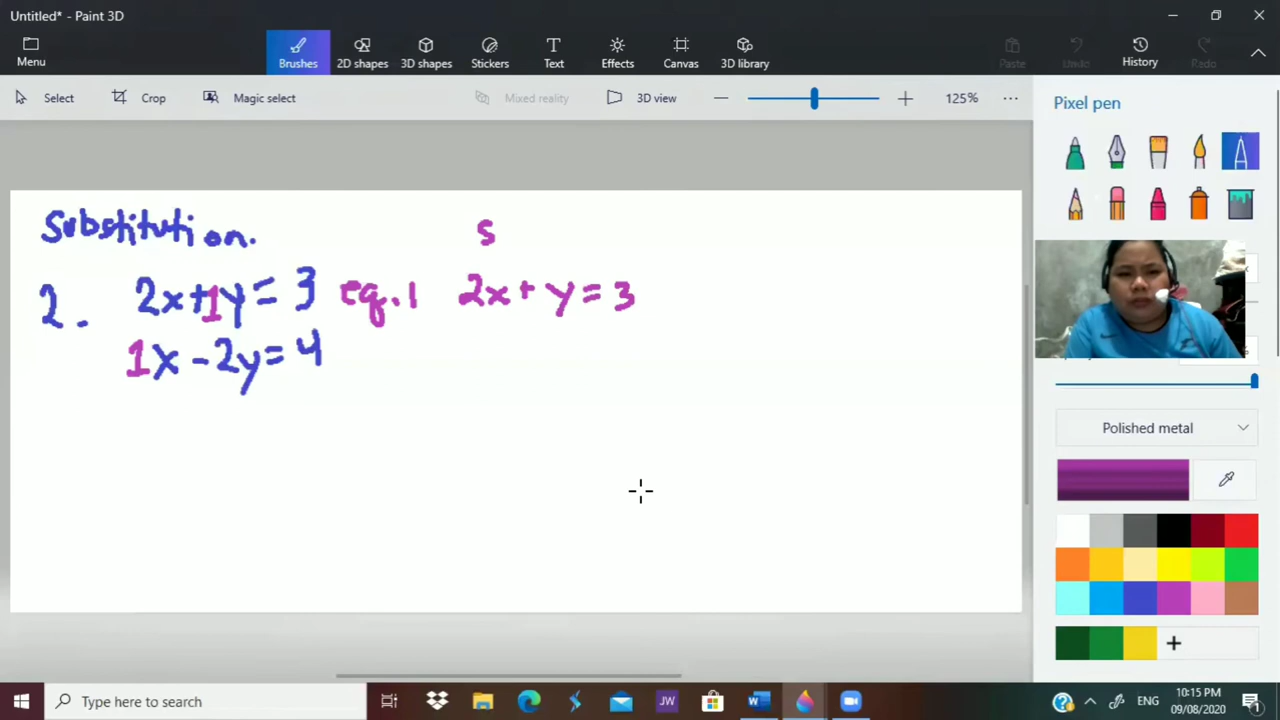 Untitled* - Paint 3D
Menu
Brushes
2D shapes
3D shapes
Stickers
Text
Effects
Canvas
3D library
Paste
Undo
History
Redo
Select
Crop
Magic select
Mixed reality
3D view
125%
Pixel pen
Substitution.
s
2. 2x+1y=3 eq.1 2x+y=3
1x-2y=4
Polished metal
Type here to search
JW
ENG
10:15 PM
09/08/2020